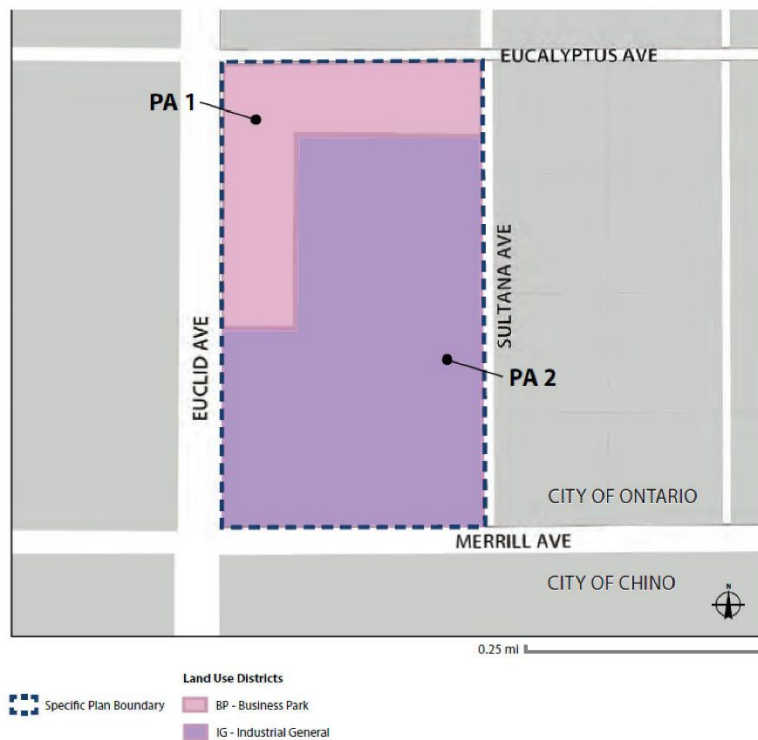 EUCALYPTUS AVE
PA 1
SULTANA AVE
EUCLID AVE
PA 2
CITY OF ONTARIO
MERRILL AVE
CITY OF CHINO
N
0.25 mi
Land Use Districts
Specific Plan Boundary
BP - Business Park
IG - Industrial General